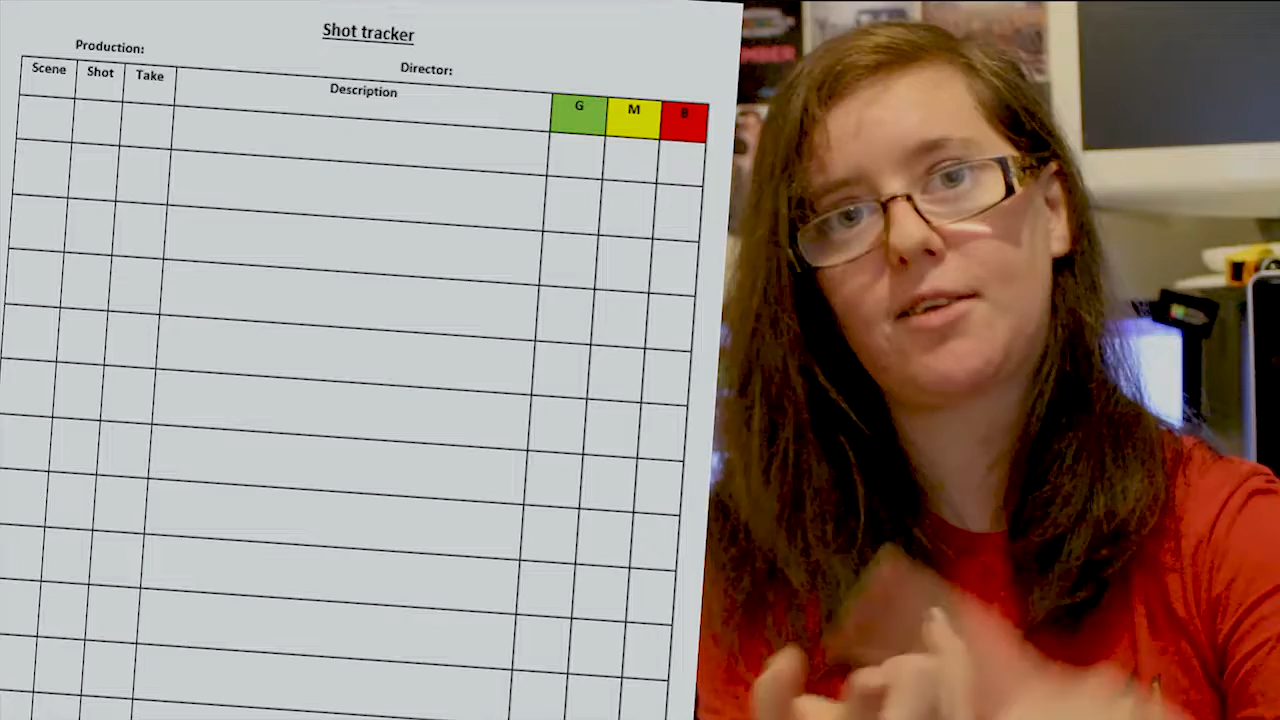 Shot tracker
Production:
Director:
Scene Shot Take Description G M B